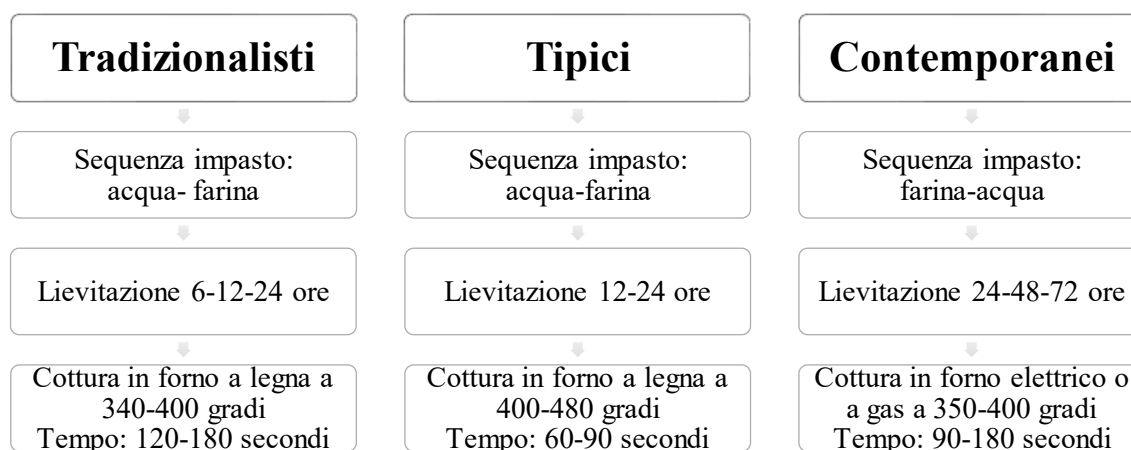 Tradizionalisti
Sequenza impasto:
acqua- farina
Lievitazione 6-12-24 ore
Cottura in forno a legna a
340-400 gradi
Tempo: 120-180 secondi
Tipici
Sequenza impasto:
acqua-farina
Lievitazione 12-24 ore
Cottura in forno a legna a
400-480 gradi
Tempo: 60-90 secondi
Contemporanei
Sequenza impasto:
farina-acqua
Lievitazione 24-48-72 ore
Cottura in forno elettrico o
a gas a 350-400 gradi
Tempo: 90-180 secondi